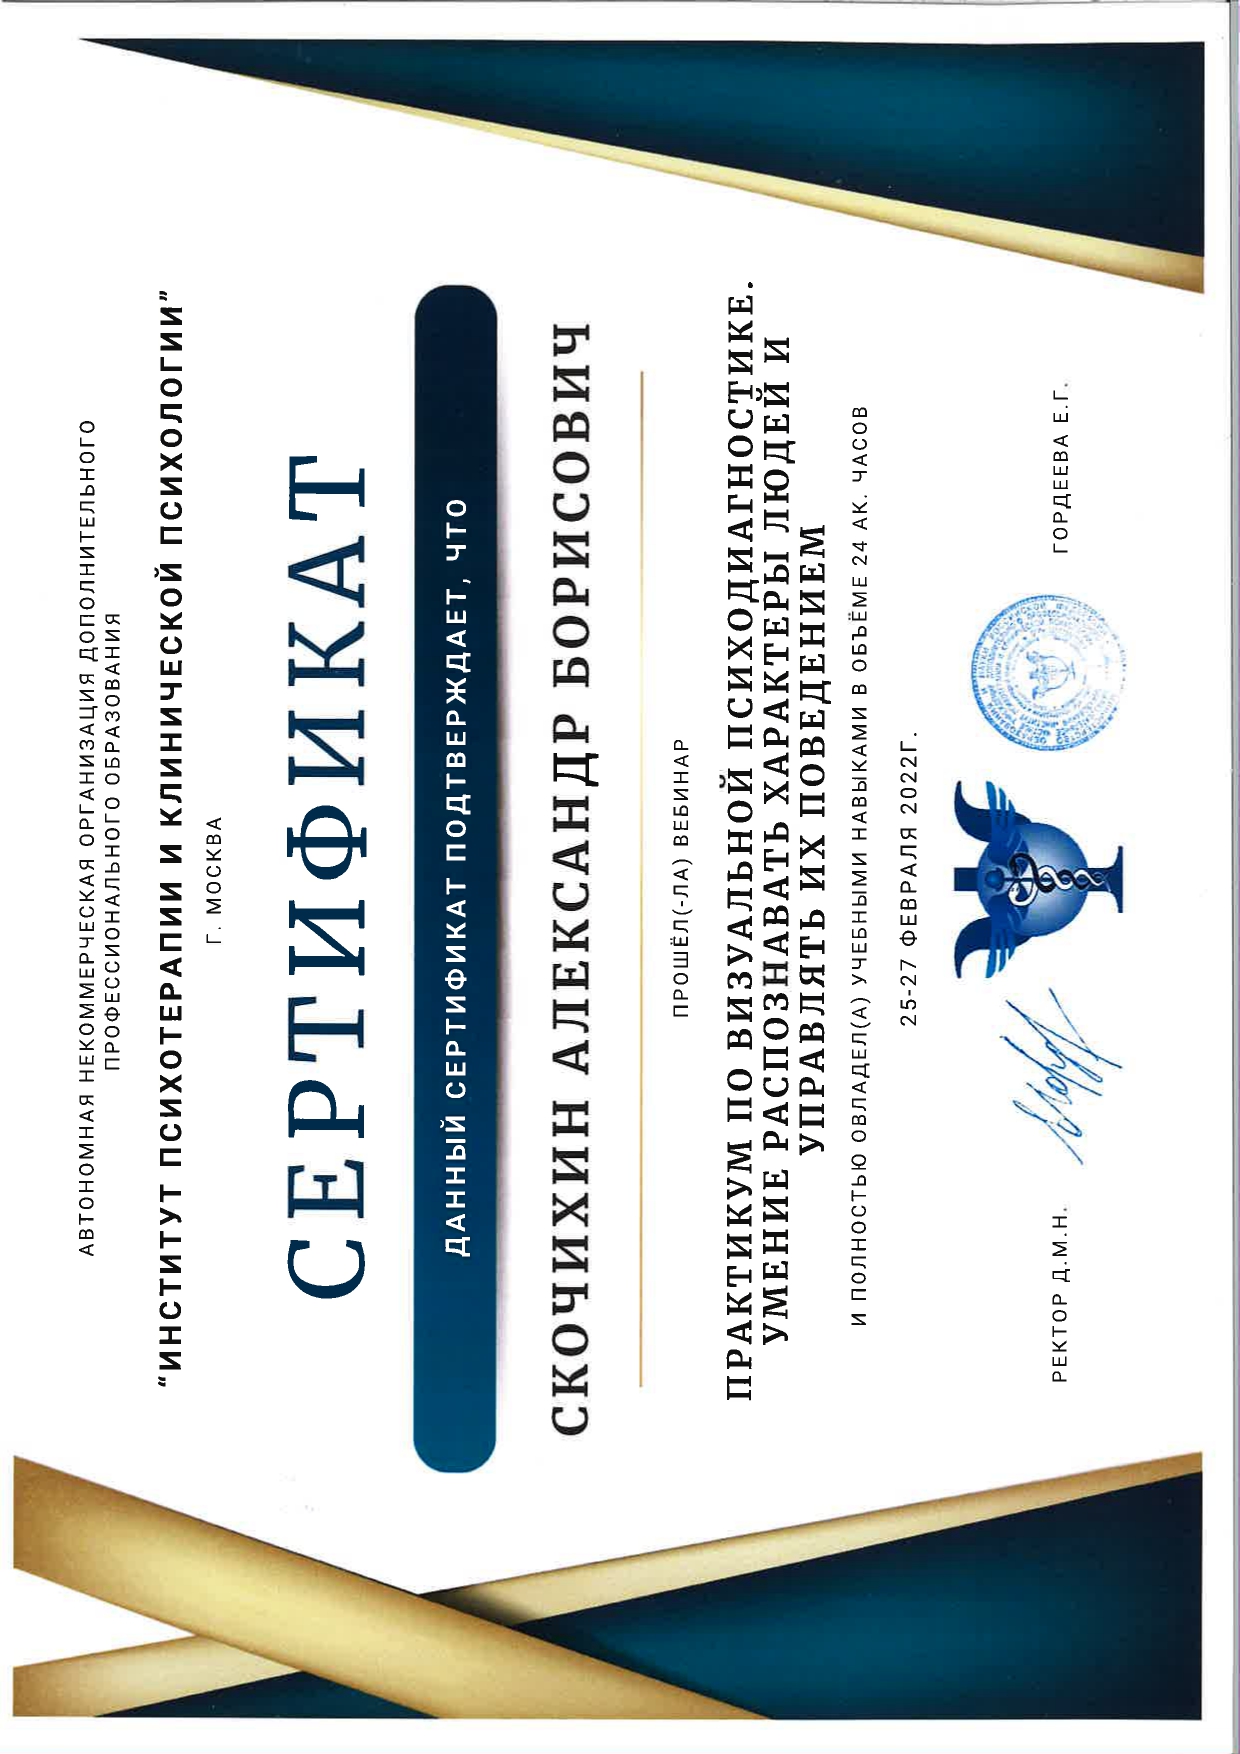 АВТОНОМНАЯ НЕКОММЕРЧЕСКАЯ ОРГАНИЗАЦИЯ ДОПОЛНИТЕЛЬНОГО
ПРОФЕССИОНАЛЬНОГО ОБРАЗОВАНИЯ
“ИНСТИТУТ ПСИХОТЕРАПИИ И КЛИНИЧЕСКОЙ ПСИХОЛОГИИ”
Г. МОСКВА
СЕРТИФИКАТ
ДАННЫЙ СЕРТИФИКАТ ПОДТВЕРЖДАЕТ, ЧТО
СКОЧИХИН АЛЕКСАНДР БОРИСОВИЧ
ПРОШЁЛ(-ЛА) ВЕБИНАР
ПРАКТИКУМ ПО ВИЗУАЛЬНОЙ ПСИХОДИАГНОСТИКЕ.
УМЕНИЕ РАСПОЗНАВАТЬ ХАРАКТЕРЫ ЛЮДЕЙ И
УПРАВЛЯТЬ ИХ ПОВЕДЕНИЕМ
И ПОЛНОСТЬЮ ОВЛАДЕЛ(А) УЧЕБНЫМИ НАВЫКАМИ В ОБЪЁМЕ 24 АК. ЧАСОВ
25-27 ФЕВРАЛЯ 2022Г.
РЕКТОР Д.М.Н.
ГОРДЕЕВА Е.Г.